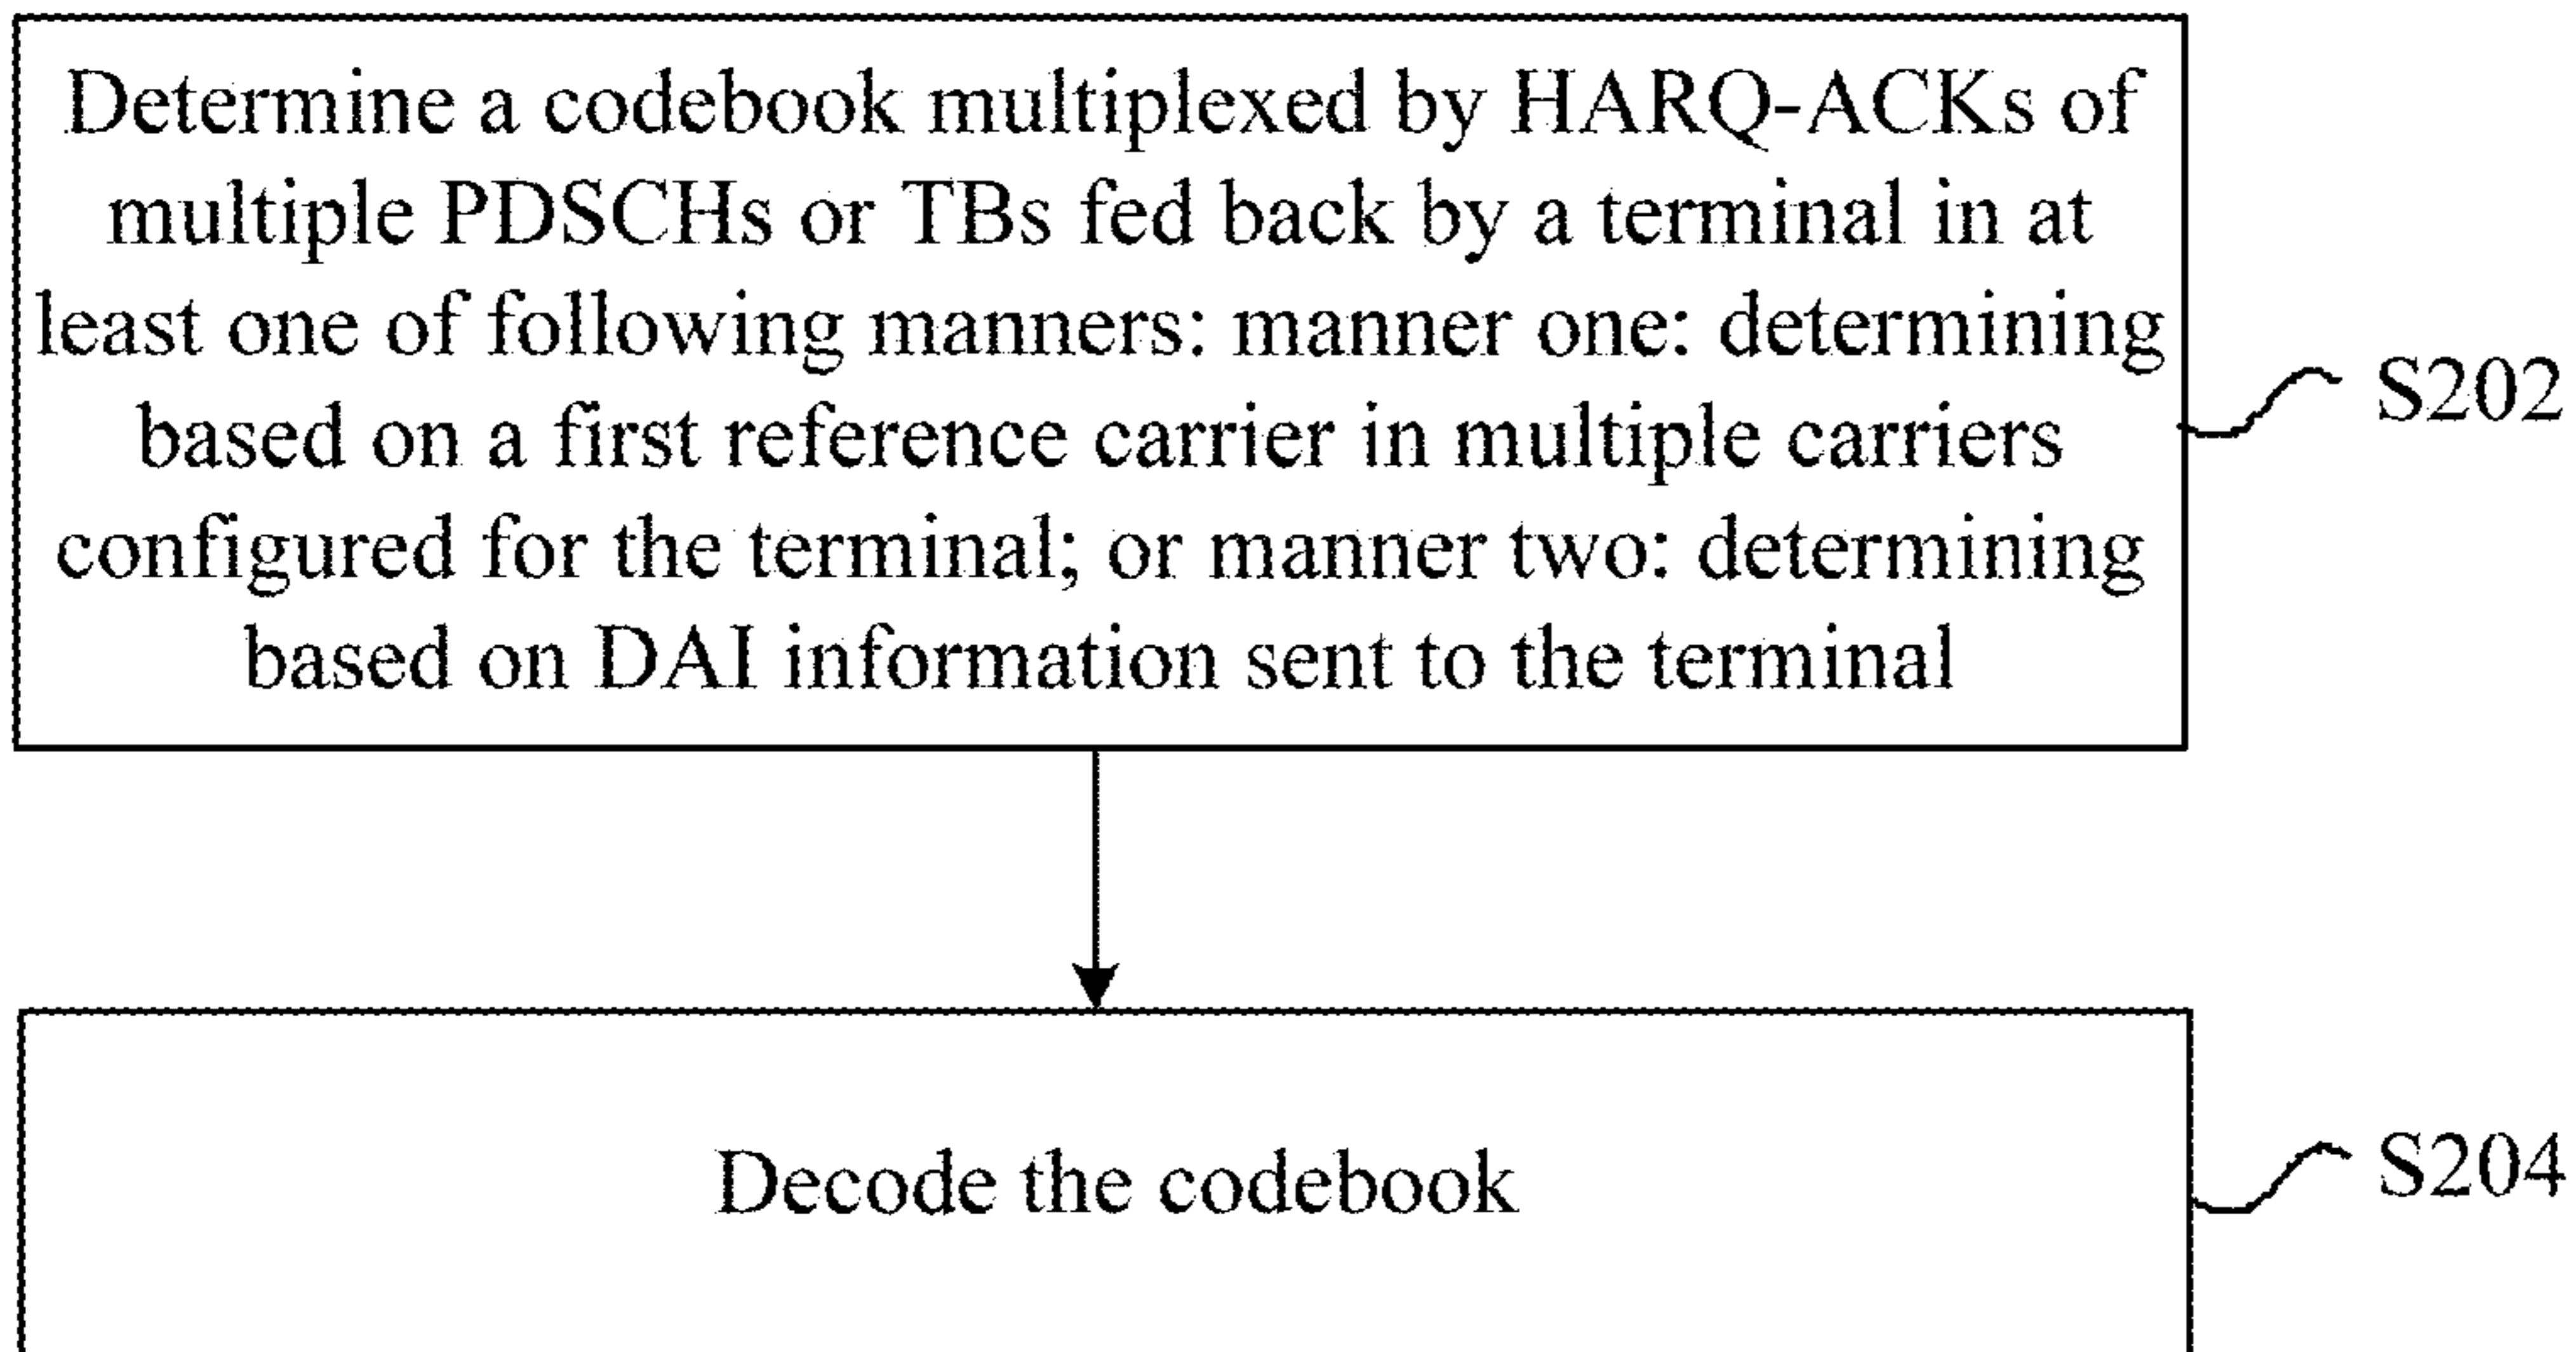 Determine a codebook multiplexed by HARQ-ACKs of
multiple PDSCHs or TBs fed back by a terminal in at
least one of following manners: manner one: determining
based on a first reference carrier in multiple carriers
configured for the terminal; or manner two: determining
based on DAI information sent to the terminal
S202
Decode the codebook
S204